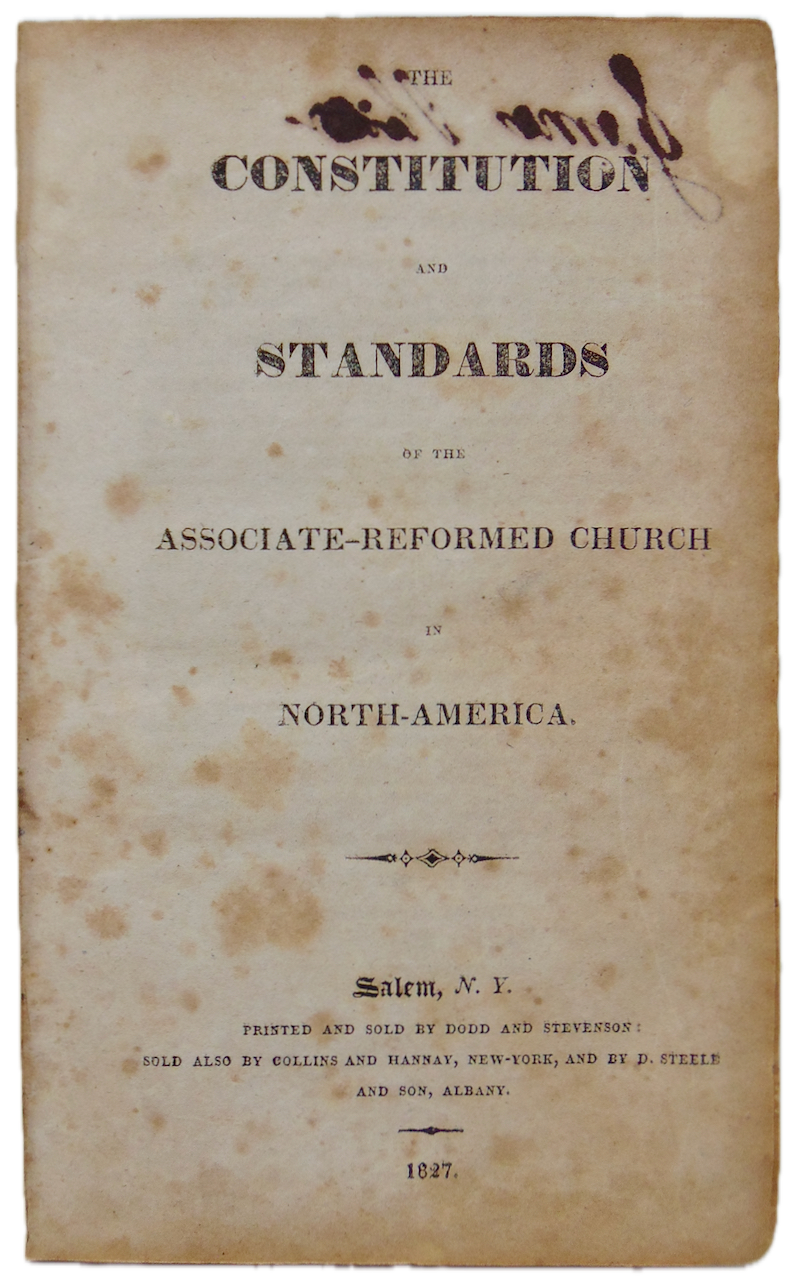 THE
CONSTITUTION
AND
STANDARDS
OF THE
ASSOCIATE-REFORMED CHURCH
IN
NORTH-AMERICA.
Salem, N. Y.
PRINTED AND SOLD BY DODD AND STEVENSON:
SOLD ALSO BY COLLINS AND HANNAY, NEW-YORK, AND BY D. STEELE
AND SON, ALBANY.
1827.